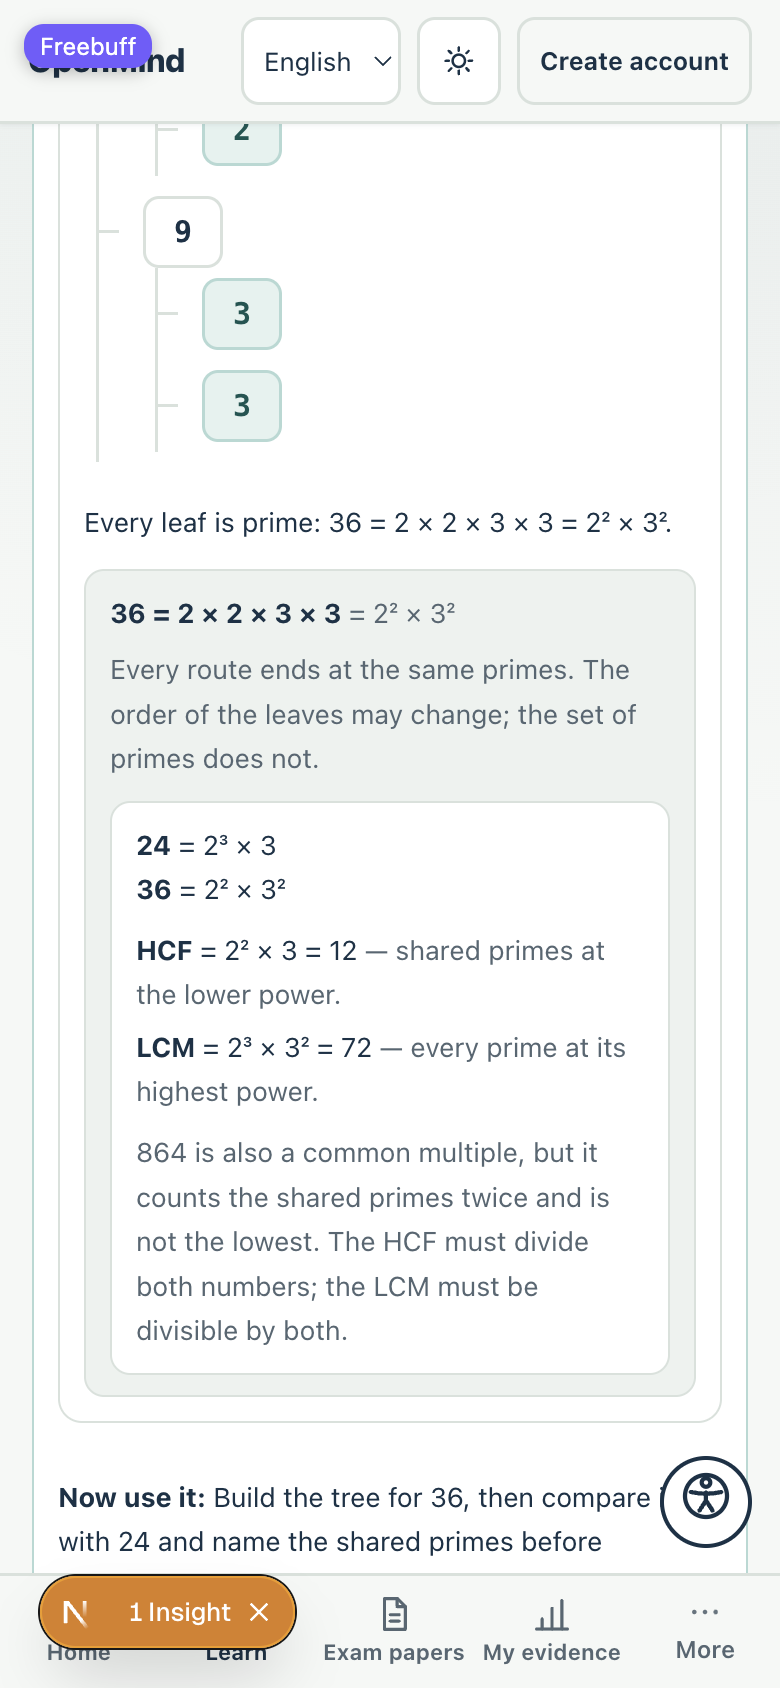 Freebuff
OpenMind
English
Create account
2
9
3
3
Every leaf is prime: 36 = 2 × 2 × 3 × 3 = 2² × 3².
36 = 2 × 2 × 3 × 3 = 2² × 3²
Every route ends at the same primes. The
order of the leaves may change; the set of
primes does not.
24 = 2³ × 3
36 = 2² × 3²
HCF = 2² × 3 = 12 — shared primes at
the lower power.
LCM = 2³ × 3² = 72 — every prime at its
highest power.
864 is also a common multiple, but it
counts the shared primes twice and is
not the lowest. The HCF must divide
both numbers; the LCM must be
divisible by both.
Now use it: Build the tree for 36, then compare
with 24 and name the shared primes before
N 1 Insight
Home
Learn
Exam papers
My evidence
More